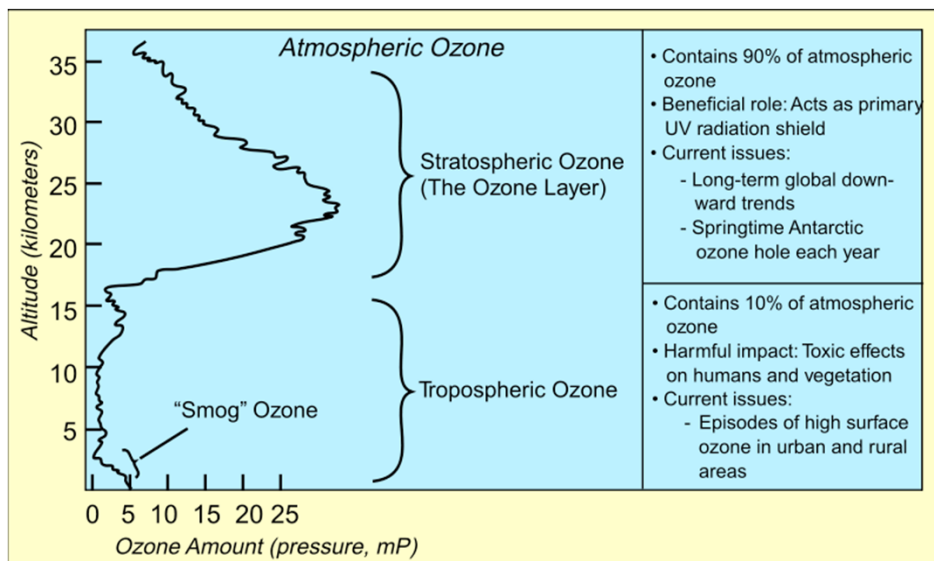 Atmospheric Ozone
35
30
25
20
15
10
5
Altitude (kilometers)
Stratospheric Ozone
(The Ozone Layer)
Tropospheric Ozone
“Smog” Ozone
0 5 10 15 20 25
Ozone Amount (pressure, mP)
• Contains 90% of atmospheric
ozone
• Beneficial role: Acts as primary
UV radiation shield
• Current issues:
- Long-term global down-
ward trends
- Springtime Antarctic
ozone hole each year
• Contains 10% of atmospheric
ozone
• Harmful impact: Toxic effects
on humans and vegetation
• Current issues:
- Episodes of high surface
ozone in urban and rural
areas